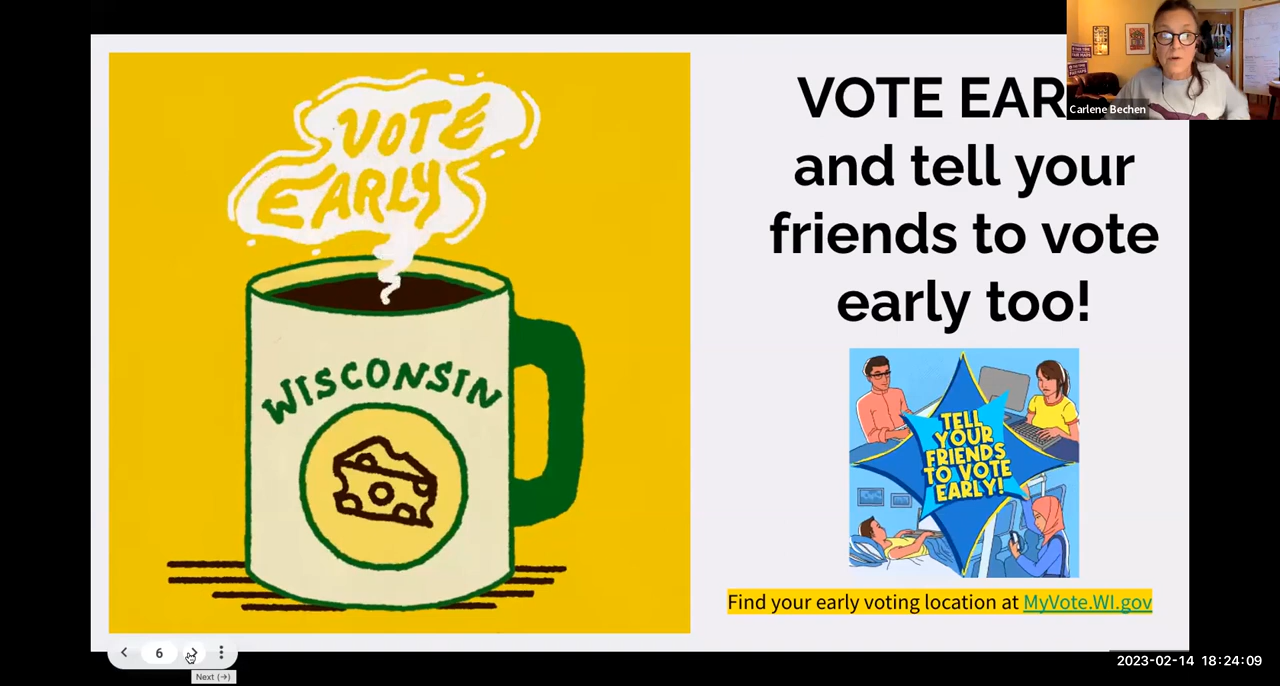 VOTE
EARLY
WISCONSIN
VOTE EAR
and tell your
friends to vote
early too!
TELL
YOUR
FRIENDS
TO VOTE
EARLY!
Find your early voting location at MyVote.WI.gov
Carlene Bechen
6
Next (→)
2023-02-14 18:24:09